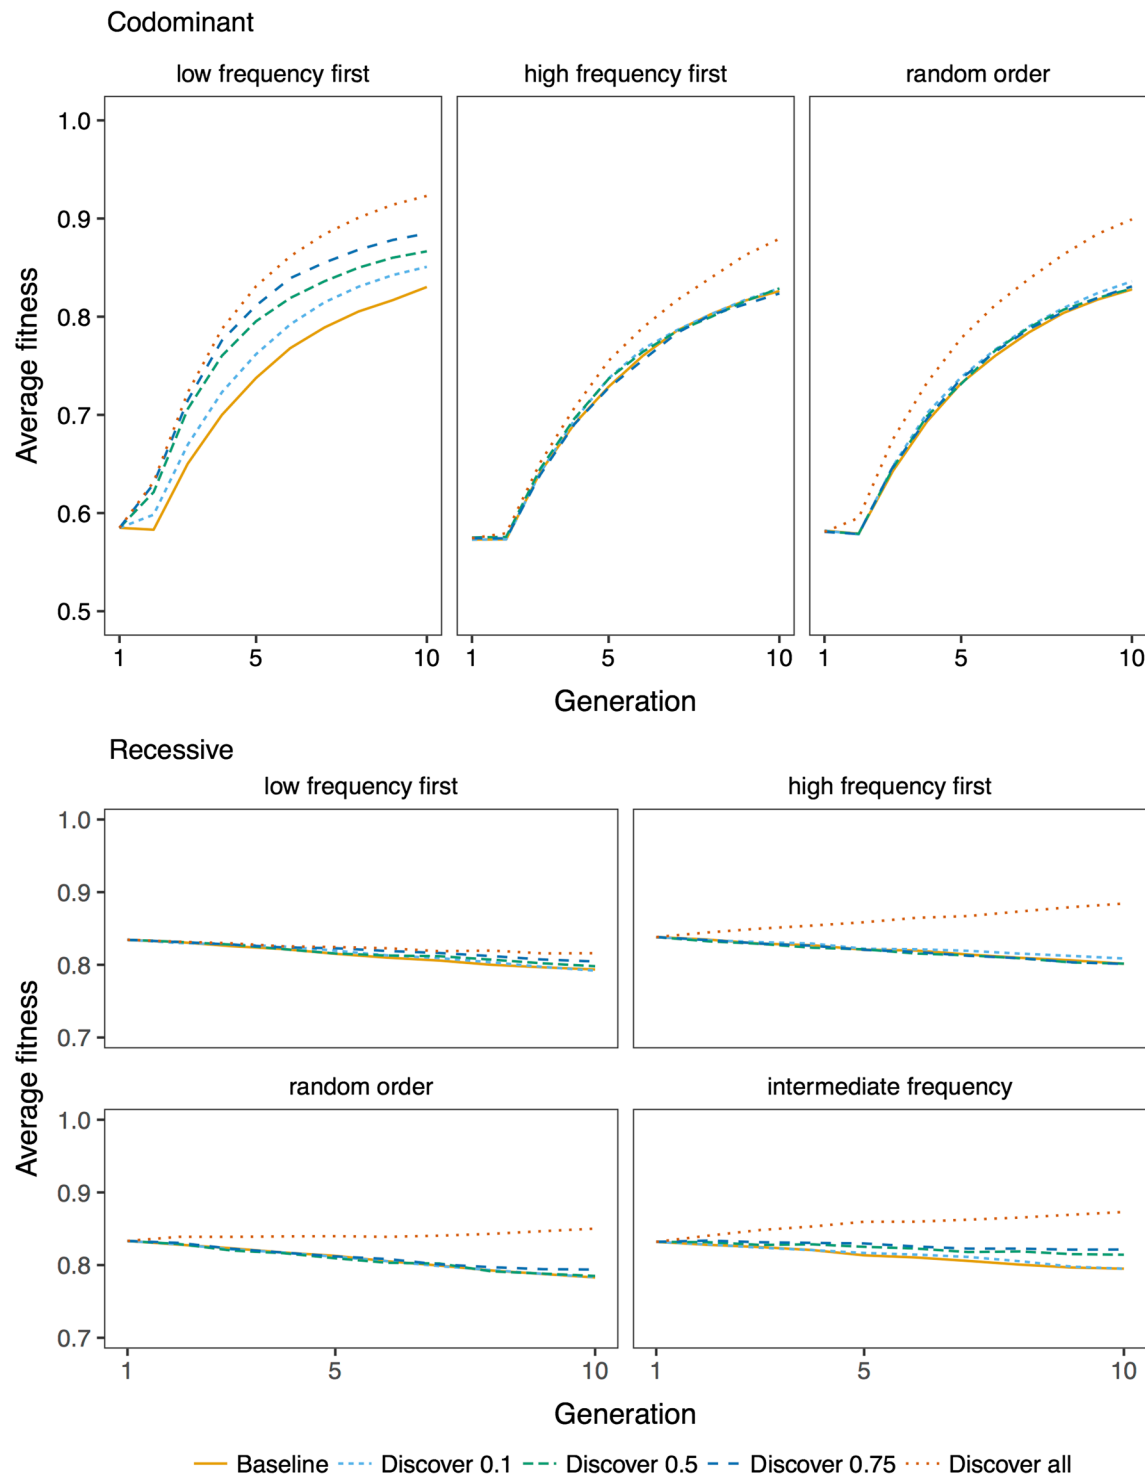 Codominant
low frequency first
high frequency first
random order
1.0
0.9
0.8
0.7
0.6
0.5
Average fitness
1 5 10
1 5 10
1 5 10
Generation
Recessive
low frequency first
high frequency first
1.0
0.9
0.8
0.7
Average fitness
random order
intermediate frequency
1.0
0.9
0.8
0.7
1 5 10
1 5 10
Generation
Baseline Discover 0.1 Discover 0.5 Discover 0.75 Discover all